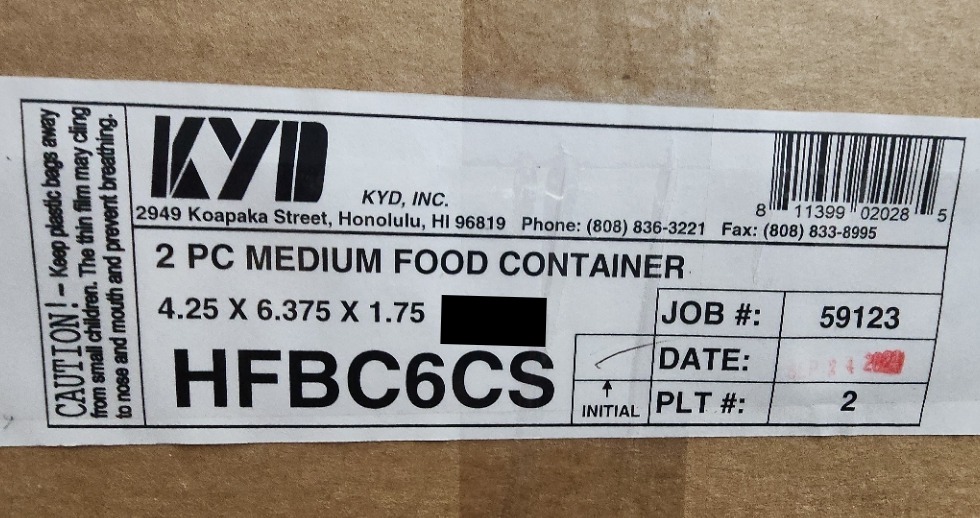 CAUTION! – Keep plastic bags away
from small children. The thin film may cling
to nose and mouth and prevent breathing.
KYD
KYD, INC.
2949 Koapaka Street, Honolulu, HI 96819 Phone: (808) 836-3221 Fax: (808) 833-8995
8 11399 02028 5
2 PC MEDIUM FOOD CONTAINER
4.25 X 6.375 X 1.75
HFBC6CS
INITIAL
JOB #: 59123
DATE:
PLT #: 2